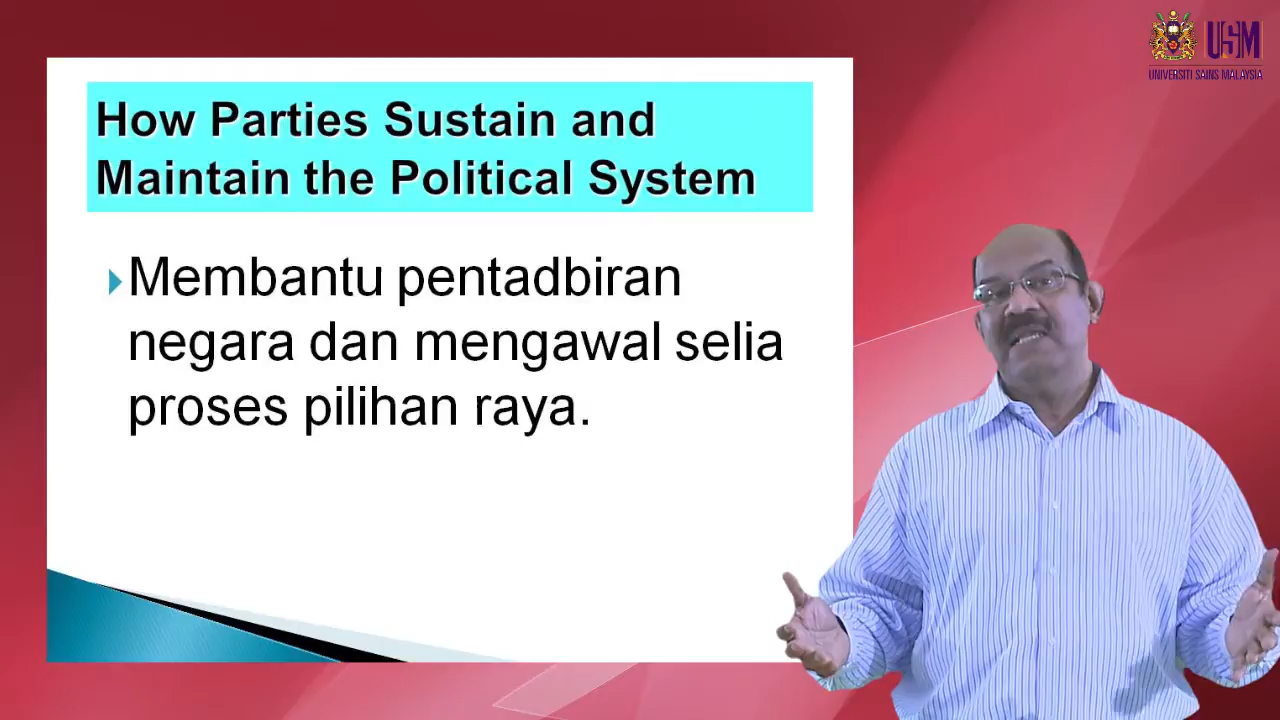 How Parties Sustain and
Maintain the Political System
Membantu pentadbiran
negara dan mengawal selia
proses pilihan raya.
USM
UNIVERSITI SAINS MALAYSIA